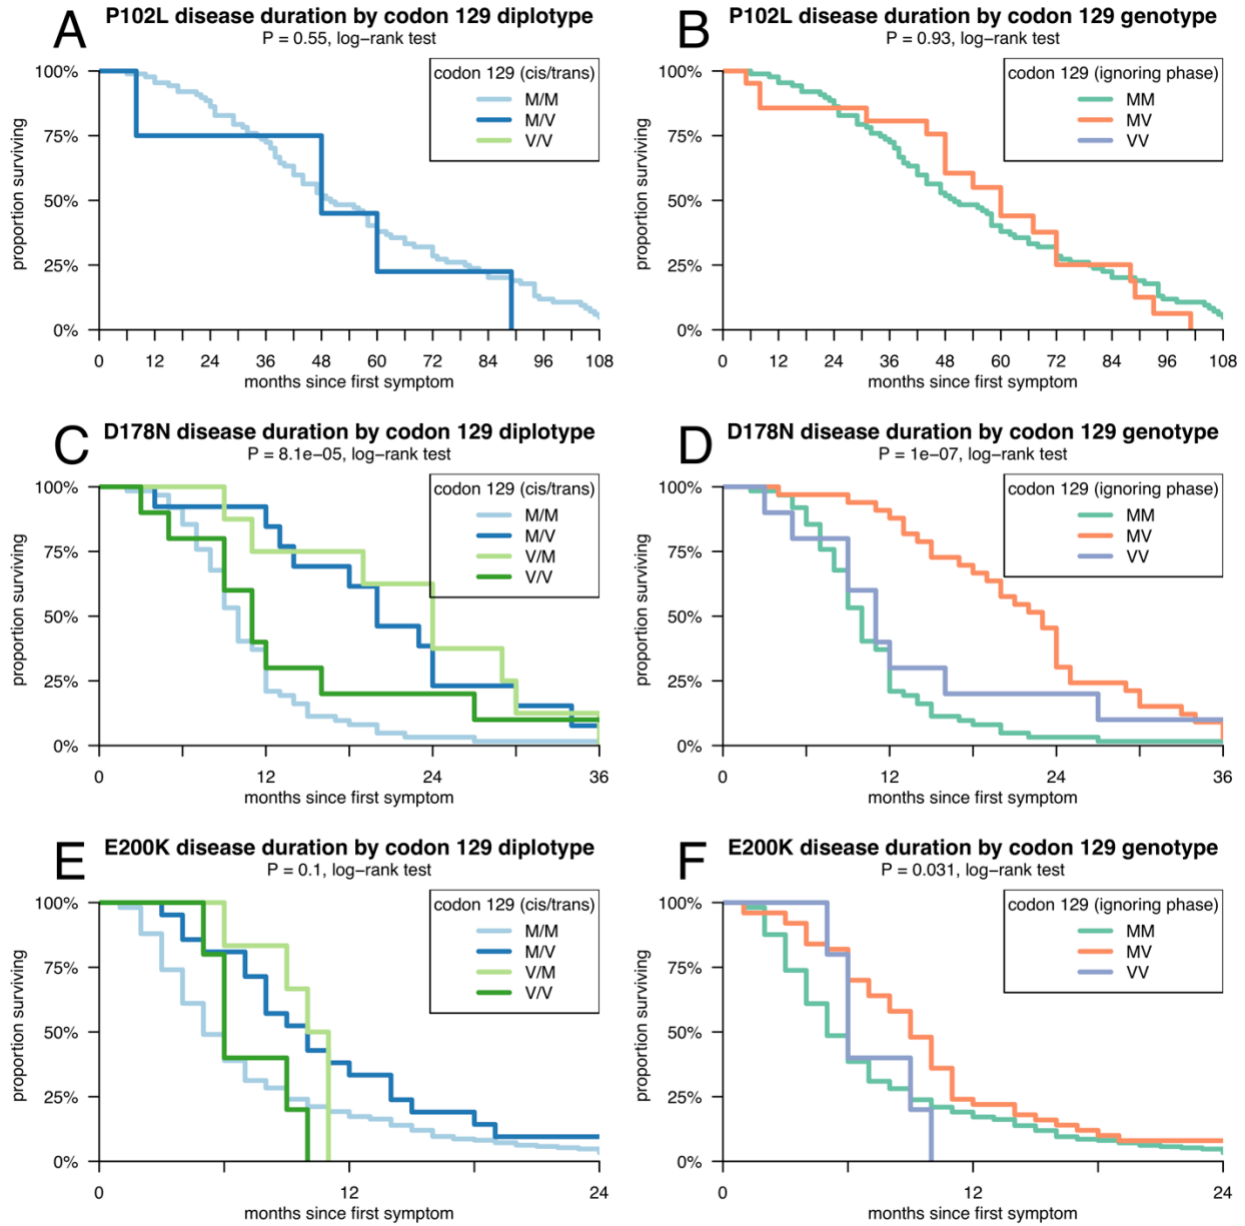 A
P102L disease duration by codon 129 diplotype
P = 0.55, log−rank test
codon 129 (cis/trans)
M/M
M/V
V/V
proportion surviving
100%
75%
50%
25%
0%
0 12 24 36 48 60 72 84 96 108
months since first symptom
B
P102L disease duration by codon 129 genotype
P = 0.93, log−rank test
codon 129 (ignoring phase)
MM
MV
VV
proportion surviving
100%
75%
50%
25%
0%
0 12 24 36 48 60 72 84 96 108
months since first symptom
C
D178N disease duration by codon 129 diplotype
P = 8.1e−05, log−rank test
codon 129 (cis/trans)
M/M
M/V
V/M
V/V
proportion surviving
100%
75%
50%
25%
0%
0 12 24 36
months since first symptom
D
D178N disease duration by codon 129 genotype
P = 1e−07, log−rank test
codon 129 (ignoring phase)
MM
MV
VV
proportion surviving
100%
75%
50%
25%
0%
0 12 24 36
months since first symptom
E
E200K disease duration by codon 129 diplotype
P = 0.1, log−rank test
codon 129 (cis/trans)
M/M
M/V
V/M
V/V
proportion surviving
100%
75%
50%
25%
0%
0 12 24
months since first symptom
F
E200K disease duration by codon 129 genotype
P = 0.031, log−rank test
codon 129 (ignoring phase)
MM
MV
VV
proportion surviving
100%
75%
50%
25%
0%
0 12 24
months since first symptom